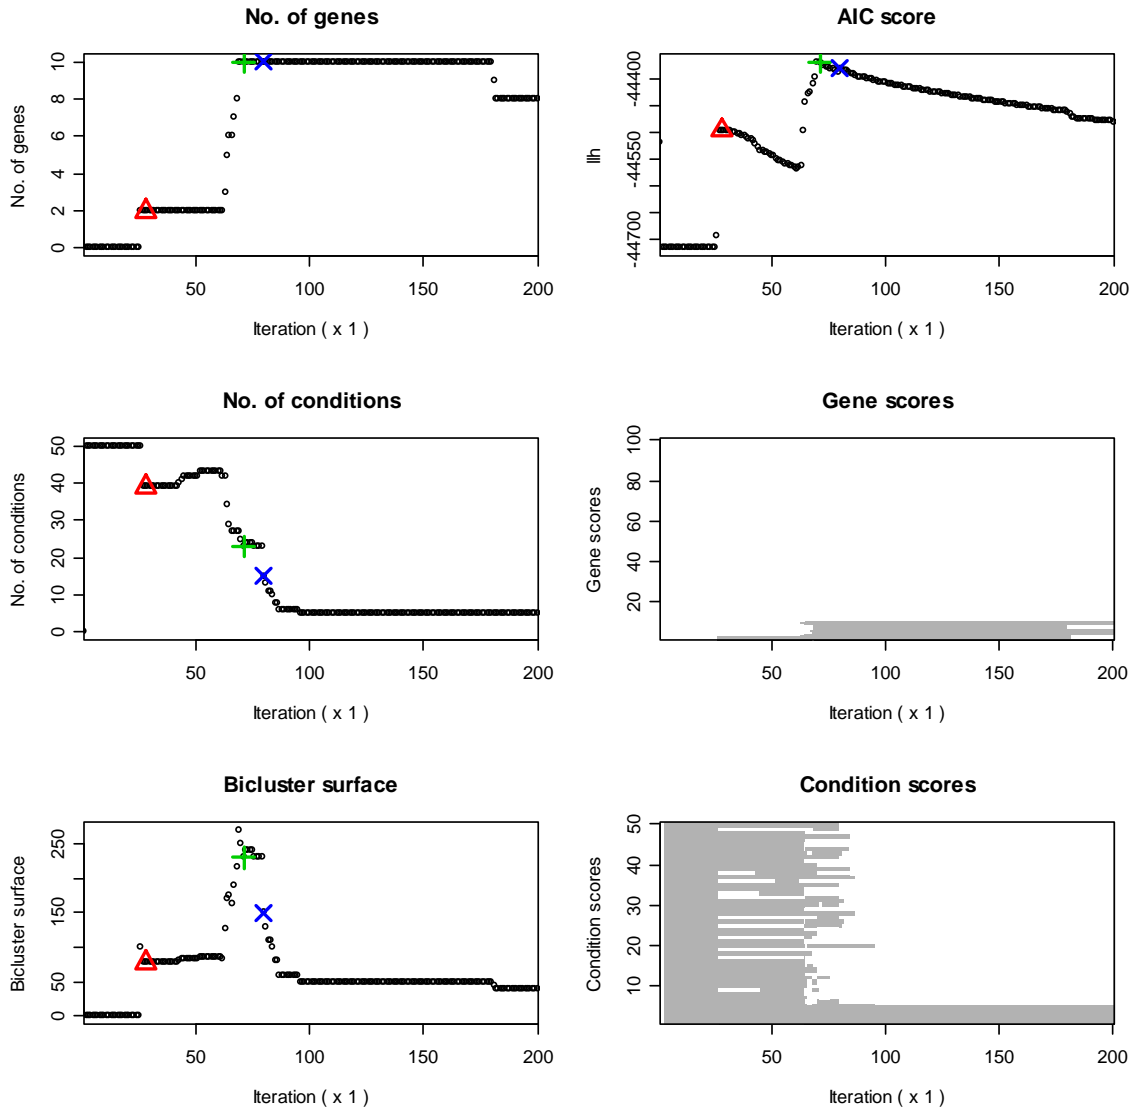 No. of genes
No. of genes
0 2 4 6 8 10
50 100 150 200
Iteration ( x 1 )
AIC score
llh
-44700 -44550 -44400
50 100 150 200
Iteration ( x 1 )
No. of conditions
No. of conditions
0 10 20 30 40 50
50 100 150 200
Iteration ( x 1 )
Gene scores
Gene scores
20 40 60 80 100
50 100 150 200
Iteration ( x 1 )
Bicluster surface
Bicluster surface
0 50 150 250
50 100 150 200
Iteration ( x 1 )
Condition scores
Condition scores
10 20 30 40 50
50 100 150 200
Iteration ( x 1 )